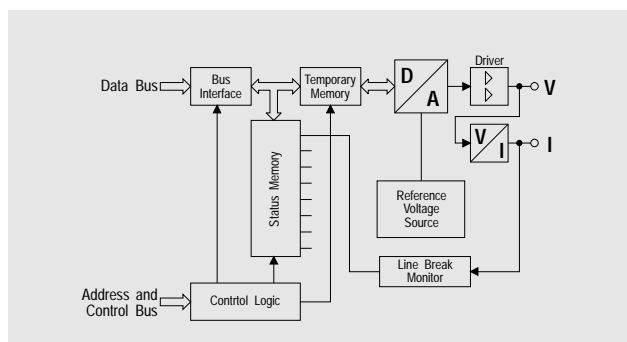 Driver
Data Bus
Bus
Interface
Temporary
Memory
D
A
V
V
I
I
Status Memory
Reference
Voltage
Source
Line Break
Monitor
Address and
Control Bus
Contrtol Logic